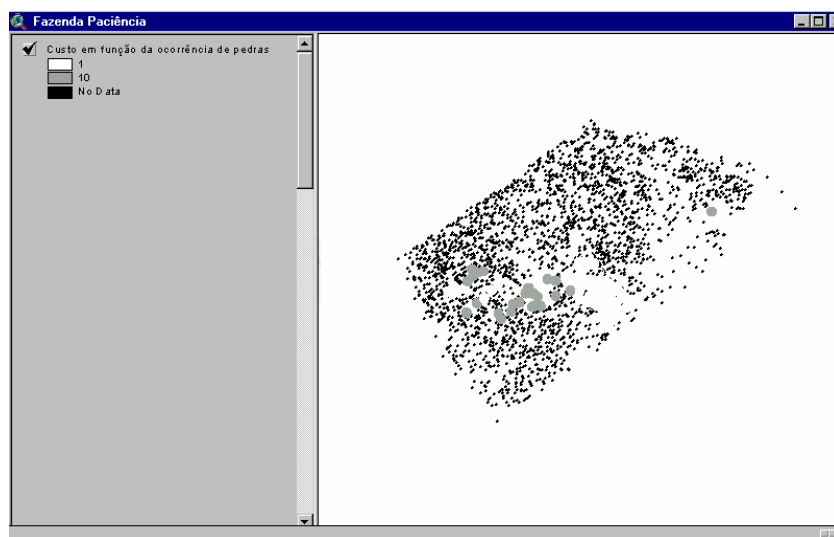 Fazenda Paciência
Custo em função da ocorrência de pedras
1
10
No Data